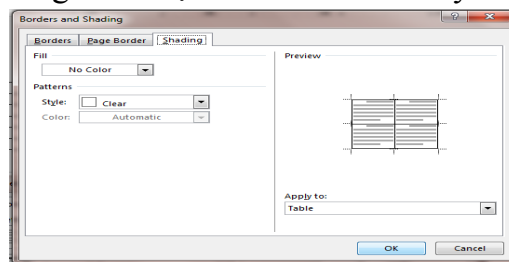 Borders and Shading
Borders Page Border Shading
Fill
No Color
Patterns
Style: Clear
Color: Automatic
Preview
Apply to:
Table
OK Cancel